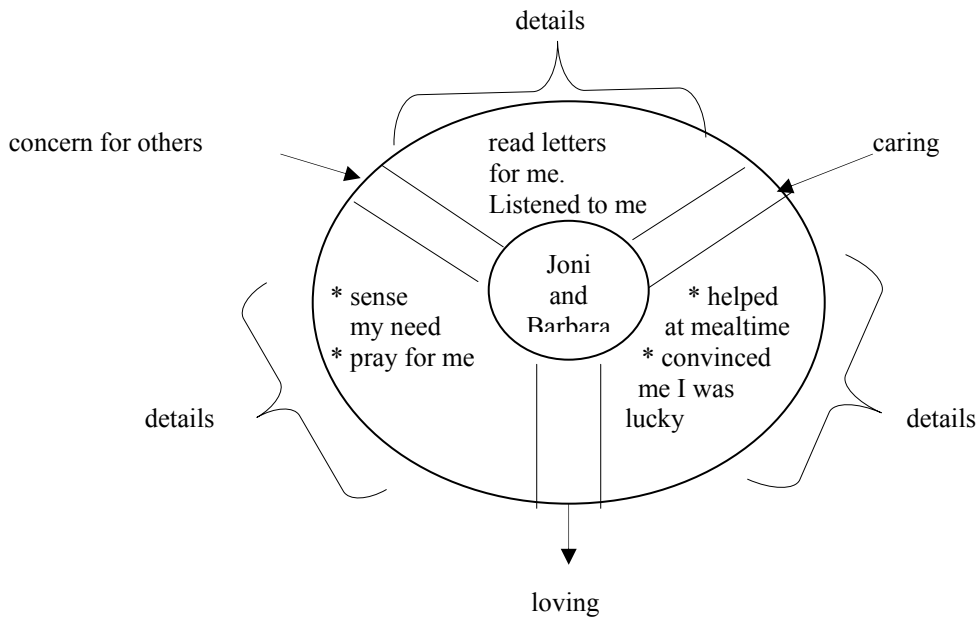 details
concern for others
caring
read letters
for me.
Listened to me
Joni
and
Barbara
* sense
my need
* pray for me
* helped
at mealtime
* convinced
me I was
lucky
details
details
loving